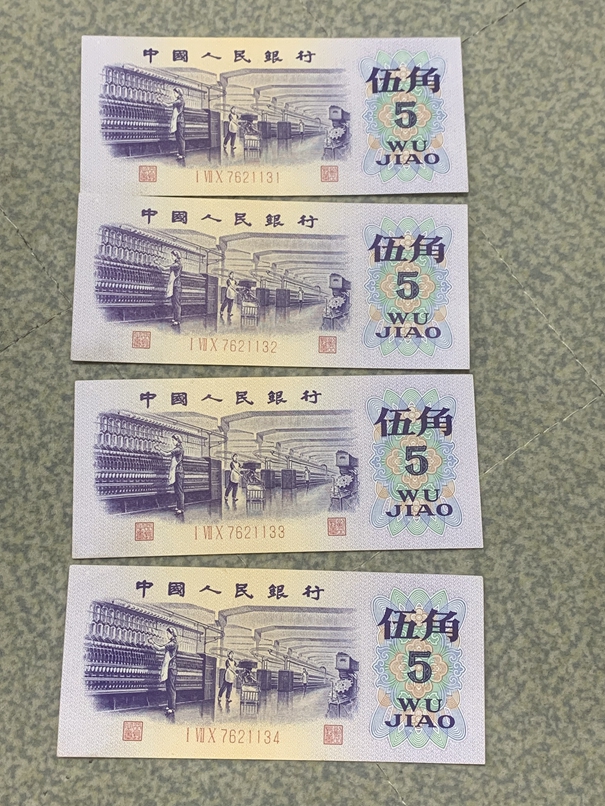 中國人民銀行
伍角
5
WU
JIAO
I VII X 7621131
中國人民銀行
伍角
5
WU
JIAO
I VII X 7621132
中國人民銀行
伍角
5
WU
JIAO
I VII X 7621133
中國人民銀行
伍角
5
WU
JIAO
I VII X 7621134